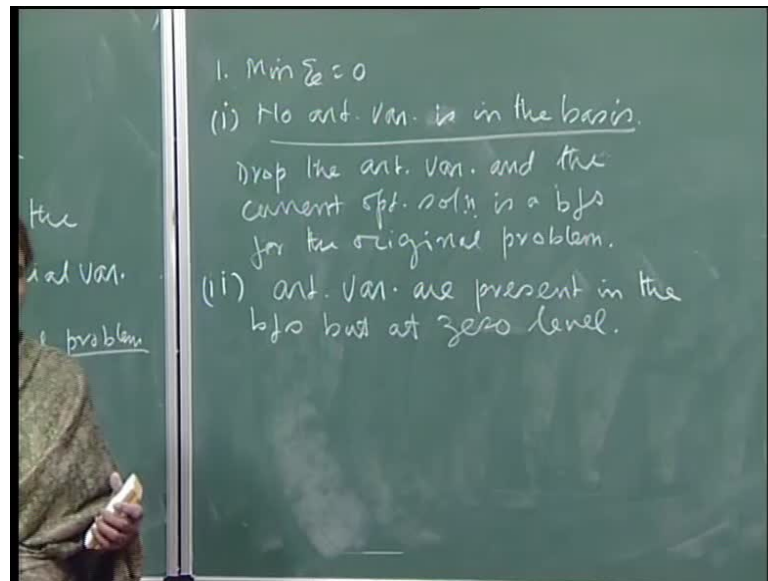 the
ial var.
problem
1. Min ξ = 0
(i) No art. var. is in the basis.
Drop the art. var. and the
current opt. soln is a bfs
for the original problem.
(ii) art. var. are present in the
bfs but at zero level.